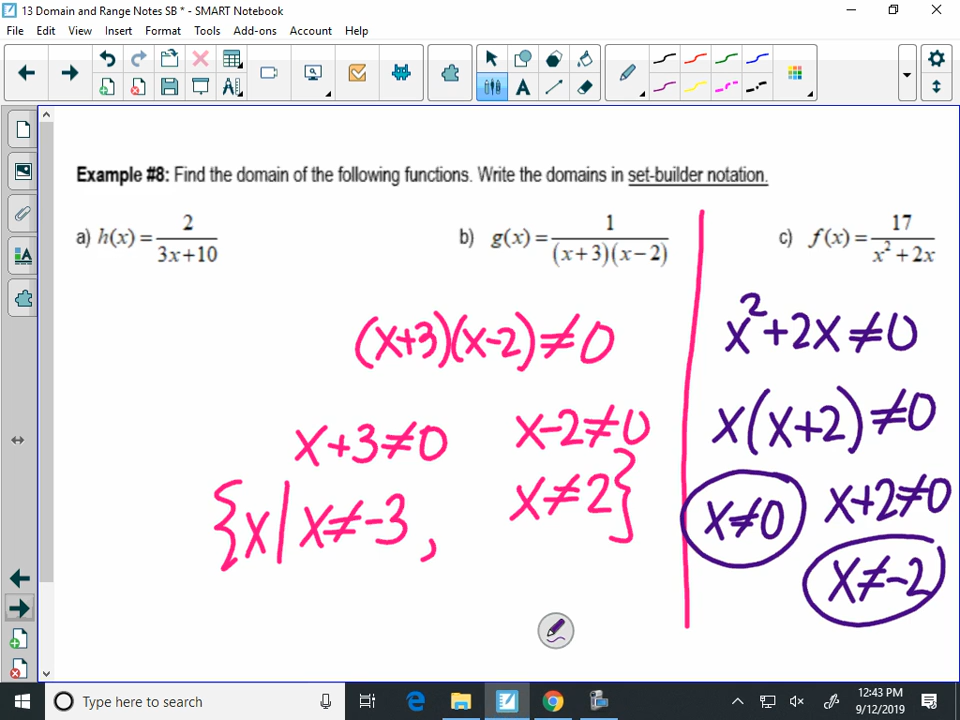 13 Domain and Range Notes SB * - SMART Notebook
File Edit View Insert Format Tools Add-ons Account Help
Example #8: Find the domain of the following functions. Write the domains in set-builder notation.
a) h(x) = 2 / (3x+10)
b) g(x) = 1 / ((x+3)(x−2))
c) f(x) = 17 / (x² + 2x)
(x+3)(x-2)≠0
x+3≠0 x-2≠0
{x| x≠-3, x≠2}
x²+2x≠0
x(x+2)≠0
x≠0 x+2≠0
x≠-2
Type here to search
12:43 PM
9/12/2019